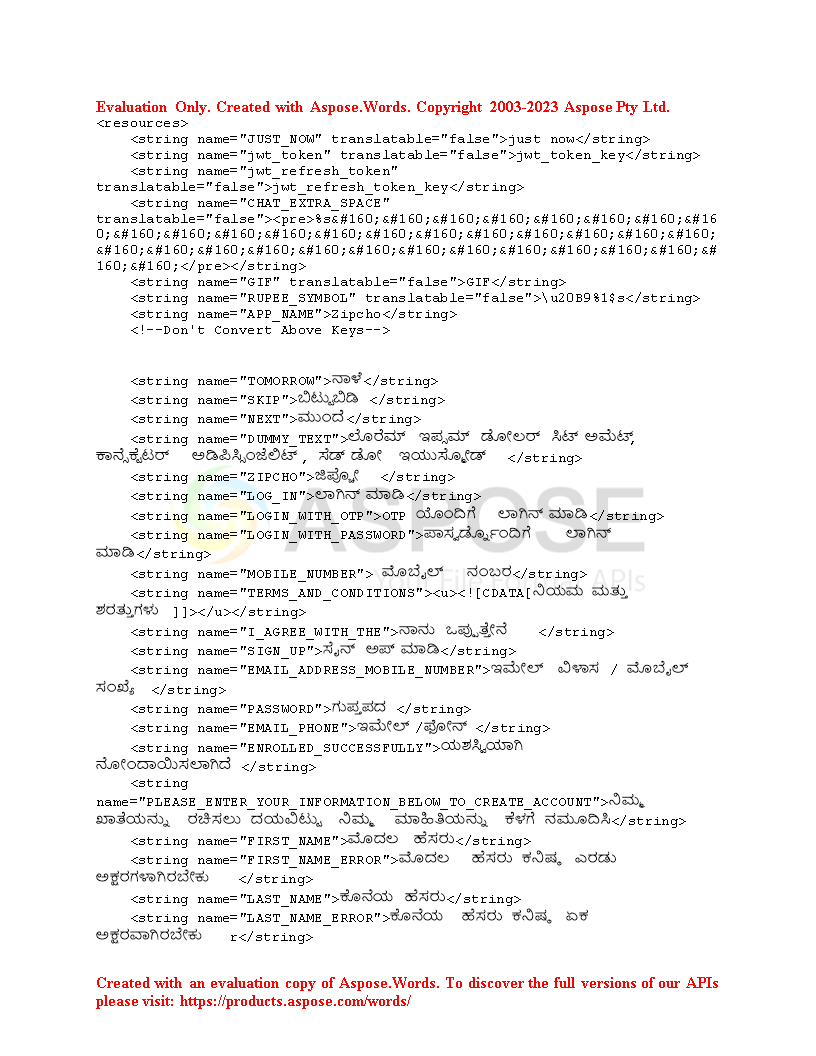 Evaluation Only. Created with Aspose.Words. Copyright 2003-2023 Aspose Pty Ltd.
<resources>
<string name="JUST_NOW" translatable="false">just now</string>
<string name="jwt_token" translatable="false">jwt_token_key</string>
<string name="jwt_refresh_token"
translatable="false">jwt_refresh_token_key</string>
<string name="CHAT_EXTRA_SPACE"
translatable="false"><pre>%s&#160;&#160;&#160;&#160;&#160;&#160;&#160;&#16
0;&#160;&#160;&#160;&#160;&#160;&#160;&#160;&#160;&#160;&#160;&#160;&#160;
&#160;&#160;&#160;&#160;&#160;&#160;&#160;&#160;&#160;&#160;&#160;&#160;&#
160;&#160;</pre></string>
<string name="GIF" translatable="false">GIF</string>
<string name="RUPEE_SYMBOL" translatable="false">\u20B9%1$s</string>
<string name="APP_NAME">Zipcho</string>
<!--Don't Convert Above Keys-->
<string name="TOMORROW">ನಾಳೆ</string>
<string name="SKIP">ಬಿಟ್ಟುಬಿಡಿ </string>
<string name="NEXT">ಮುಂದೆ</string>
<string name="DUMMY_TEXT">ಲೊರೆಮ್ ಇಪ್ಸಮ್ ಡೋಲರ್ ಸಿಟ್ ಅಮೆಟ್,
ಕಾನ್ಸೆಕ್ಟೆಟರ್ ಅಡಿಪಿಸ್ಸಿಂಜೆಲಿಟ್ , ಸೆಡ್ ಡೋ ಇಯುಸ್ಮೋಡ್ </string>
<string name="ZIPCHO">ಜಿಪ್ಚೋ </string>
<string name="LOG_IN">ಲಾಗಿನ್ ಮಾಡಿ</string>
<string name="LOGIN_WITH_OTP">OTP ಯೊಂದಿಗೆ ಲಾಗಿನ್ ಮಾಡಿ</string>
<string name="LOGIN_WITH_PASSWORD">ಪಾಸ್ವರ್ಡ್ನೊಂದಿಗೆ ಲಾಗಿನ್
ಮಾಡಿ</string>
<string name="MOBILE_NUMBER"> ಮೊಬೈಲ್ ನಂಬರ</string>
<string name="TERMS_AND_CONDITIONS"><u><![CDATA[ನಿಯಮ ಮತ್ತು
ಶರತ್ತುಗಳು ]]></u></string>
<string name="I_AGREE_WITH_THE">ನಾನು ಒಪ್ಪುತ್ತೇನೆ </string>
<string name="SIGN_UP">ಸೈನ್ ಅಪ್ ಮಾಡಿ</string>
<string name="EMAIL_ADDRESS_MOBILE_NUMBER">ಇಮೇಲ್ ವಿಳಾಸ / ಮೊಬೈಲ್
ಸಂಖ್ಯೆ </string>
<string name="PASSWORD">ಗುಪ್ತಪದ </string>
<string name="EMAIL_PHONE">ಇಮೇಲ್ /ಫೋನ್ </string>
<string name="ENROLLED_SUCCESSFULLY">ಯಶಸ್ವಿಯಾಗಿ
ನೋಂದಾಯಿಸಲಾಗಿದೆ </string>
<string
name="PLEASE_ENTER_YOUR_INFORMATION_BELOW_TO_CREATE_ACCOUNT">ನಿಮ್ಮ
ಖಾತೆಯನ್ನು ರಚಿಸಲು ದಯವಿಟ್ಟು ನಿಮ್ಮ ಮಾಹಿತಿಯನ್ನು ಕೆಳಗೆ ನಮೂದಿಸಿ</string>
<string name="FIRST_NAME">ಮೊದಲ ಹೆಸರು</string>
<string name="FIRST_NAME_ERROR">ಮೊದಲ ಹೆಸರು ಕನಿಷ್ಠ ಎರಡು
ಅಕ್ಷರಗಳಾಗಿರಬೇಕು </string>
<string name="LAST_NAME">ಕೊನೆಯ ಹೆಸರು</string>
<string name="LAST_NAME_ERROR">ಕೊನೆಯ ಹೆಸರು ಕನಿಷ್ಠ ಏಕ
ಅಕ್ಷರವಾಗಿರಬೇಕು r</string>
ASPOSE
Your File Format APIs
Created with an evaluation copy of Aspose.Words. To discover the full versions of our APIs
please visit: https://products.aspose.com/words/